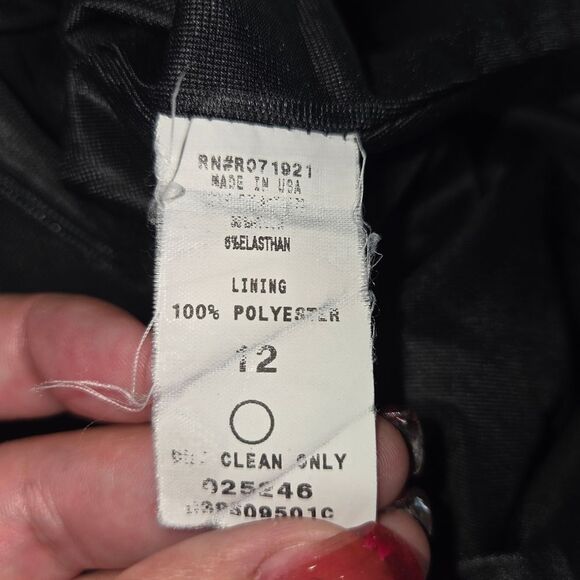 RN#R071921
MADE IN USA
6%ELASTHAN
LINING
100% POLYESTER
12
CLEAN ONLY
025246